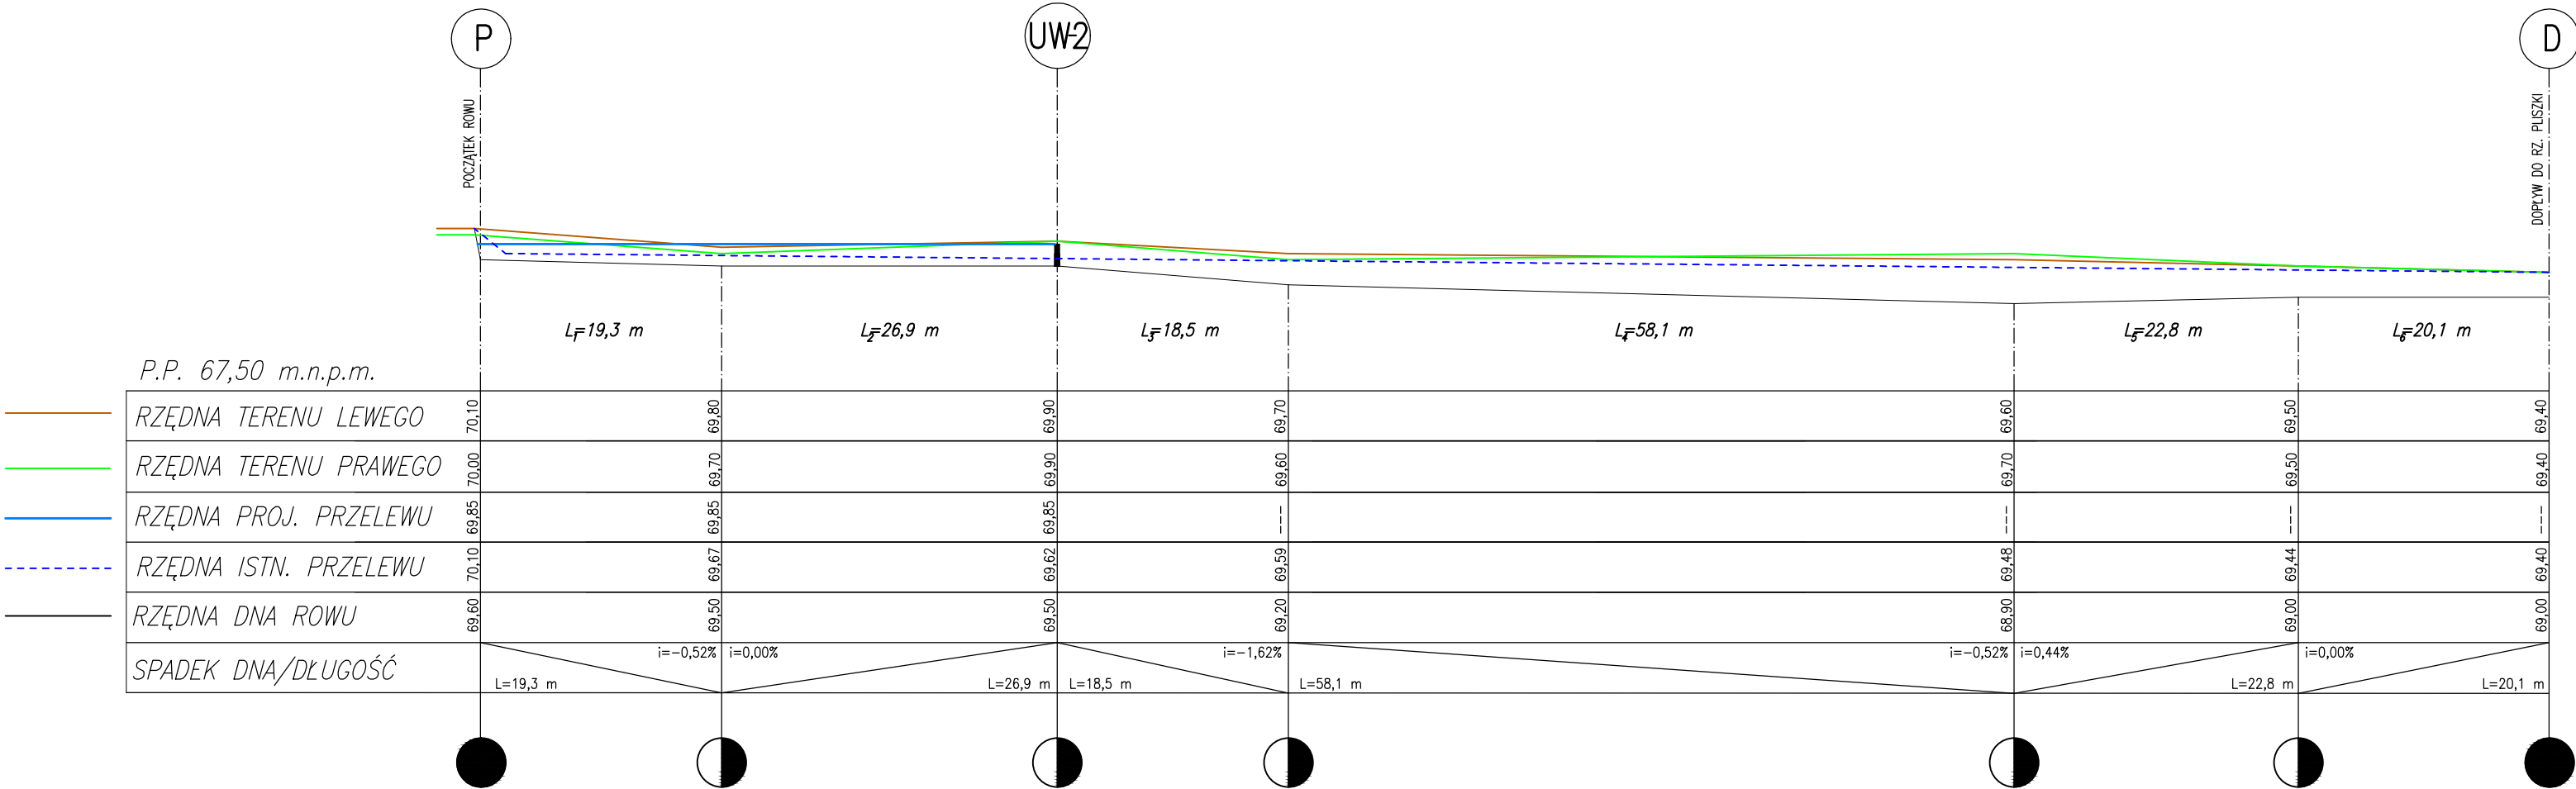 P
UW-2
D
POCZĄTEK ROWU
DOPŁYW DO RZ. PLISZKI
L1=19,3 m
L2=26,9 m
L3=18,5 m
L4=58,1 m
L5=22,8 m
L6=20,1 m
P.P. 67,50 m.n.p.m.
RZĘDNA TERENU LEWEGO 70,10 69,80 69,90 69,70 69,60 69,50 69,40
RZĘDNA TERENU PRAWEGO 70,00 69,70 69,90 69,60 69,70 69,50 69,40
RZĘDNA PROJ. PRZELEWU 69,85 69,85 69,85 --- --- --- ---
RZĘDNA ISTN. PRZELEWU 70,10 69,67 69,62 69,59 69,48 69,44 69,40
RZĘDNA DNA ROWU 69,60 69,50 69,50 69,20 68,90 69,00 69,00
SPADEK DNA/DŁUGOŚĆ
i=-0,52% i=0,00% i=-1,62% i=-0,52% i=0,44% i=0,00%
L=19,3 m L=26,9 m L=18,5 m L=58,1 m L=22,8 m L=20,1 m